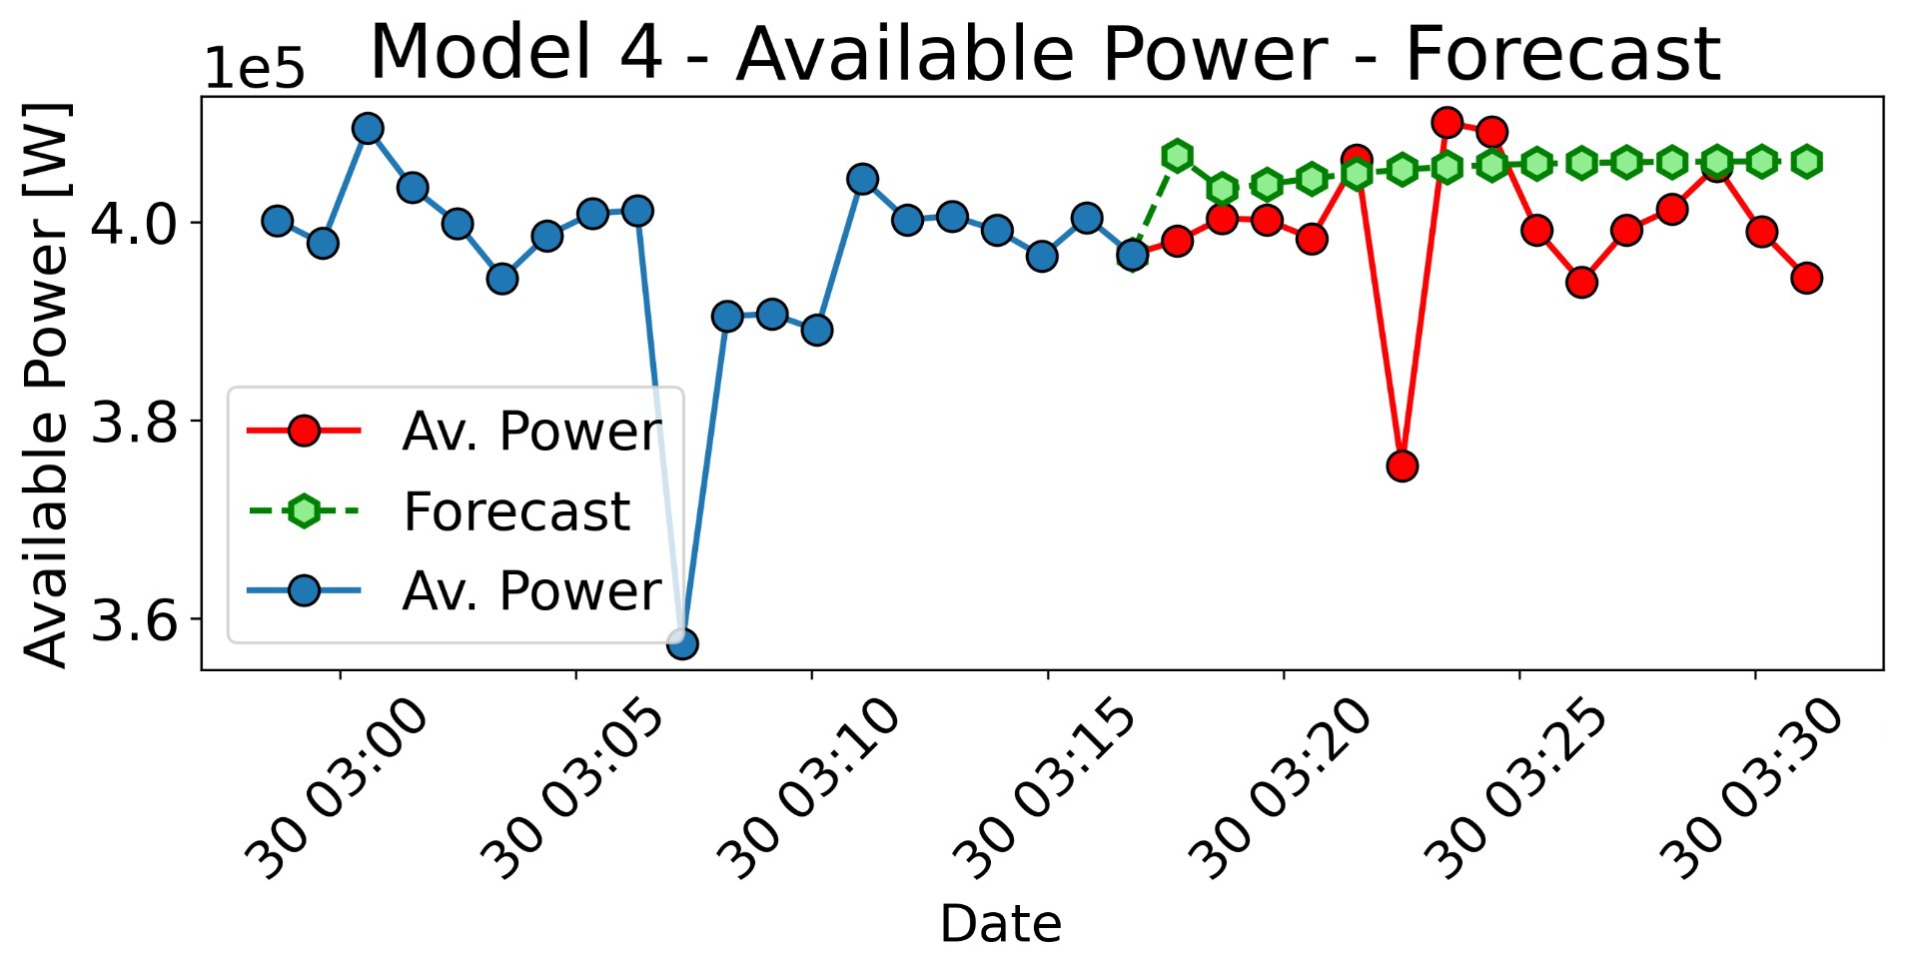 Model 4 - Available Power - Forecast
1e5
Available Power [W]
4.0
3.8
3.6
Av. Power
Forecast
Av. Power
30 03:00
30 03:05
30 03:10
30 03:15
30 03:20
30 03:25
30 03:30
Date